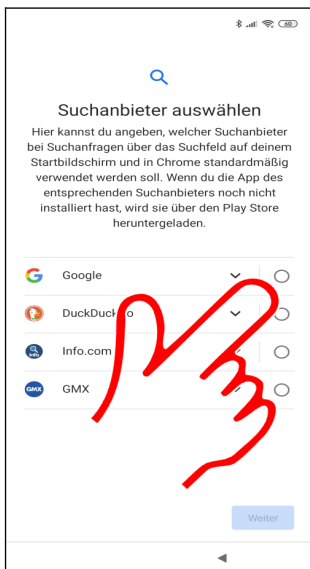 60
Suchanbieter auswählen
Hier kannst du angeben, welcher Suchanbieter
bei Suchanfragen über das Suchfeld auf deinem
Startbildschirm und in Chrome standardmäßig
verwendet werden soll. Wenn du die App des
entsprechenden Suchanbieters noch nicht
installiert hast, wird sie über den Play Store
heruntergeladen.
Google
Info.com
GMX
Weiter